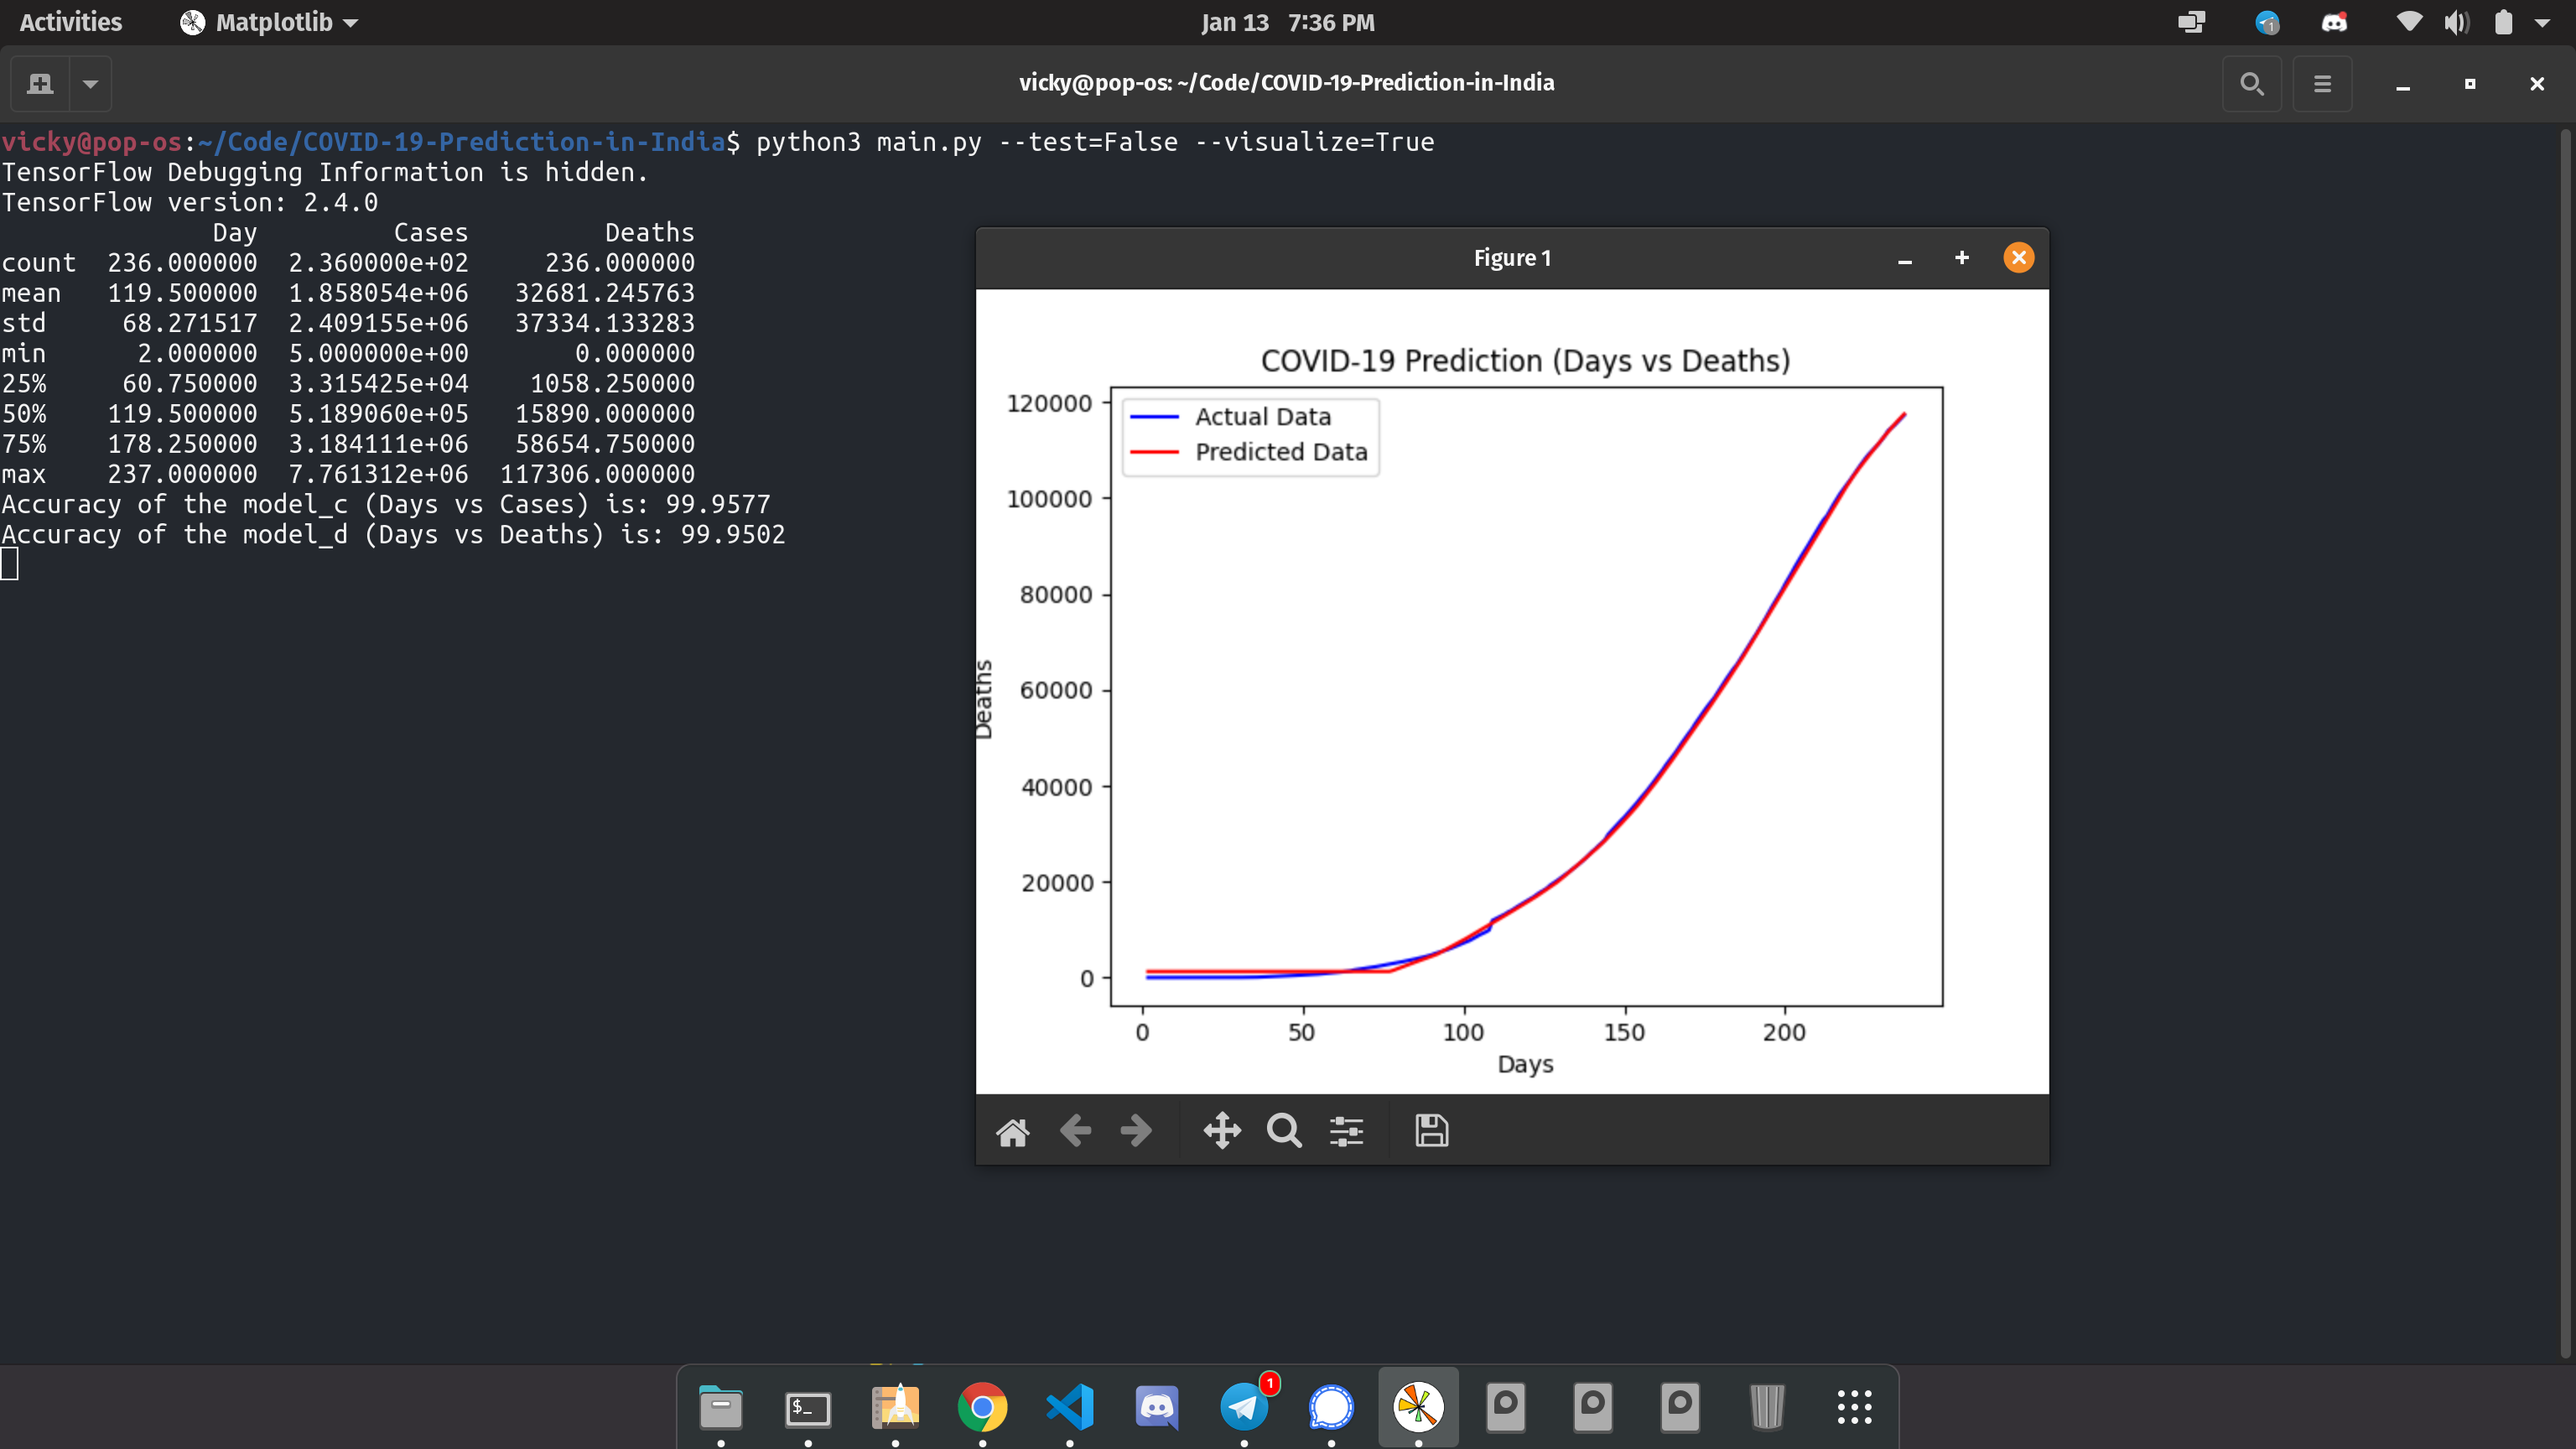 Activities Matplotlib Jan 13 7:36 PM 1
vicky@pop-os: ~/Code/COVID-19-Prediction-in-India
vicky@pop-os:~/Code/COVID-19-Prediction-in-India$ python3 main.py --test=False --visualize=True
TensorFlow Debugging Information is hidden.
TensorFlow version: 2.4.0
Day Cases Deaths
count 236.000000 2.360000e+02 236.000000
mean 119.500000 1.858054e+06 32681.245763
std 68.271517 2.409155e+06 37334.133283
min 2.000000 5.000000e+00 0.000000
25% 60.750000 3.315425e+04 1058.250000
50% 119.500000 5.189060e+05 15890.000000
75% 178.250000 3.184111e+06 58654.750000
max 237.000000 7.761312e+06 117306.000000
Accuracy of the model_c (Days vs Cases) is: 99.9577
Accuracy of the model_d (Days vs Deaths) is: 99.9502
Figure 1
COVID-19 Prediction (Days vs Deaths)
Actual Data
Predicted Data
120000
100000
80000
60000
40000
20000
0
Deaths
0 50 100 150 200
Days
$_
1